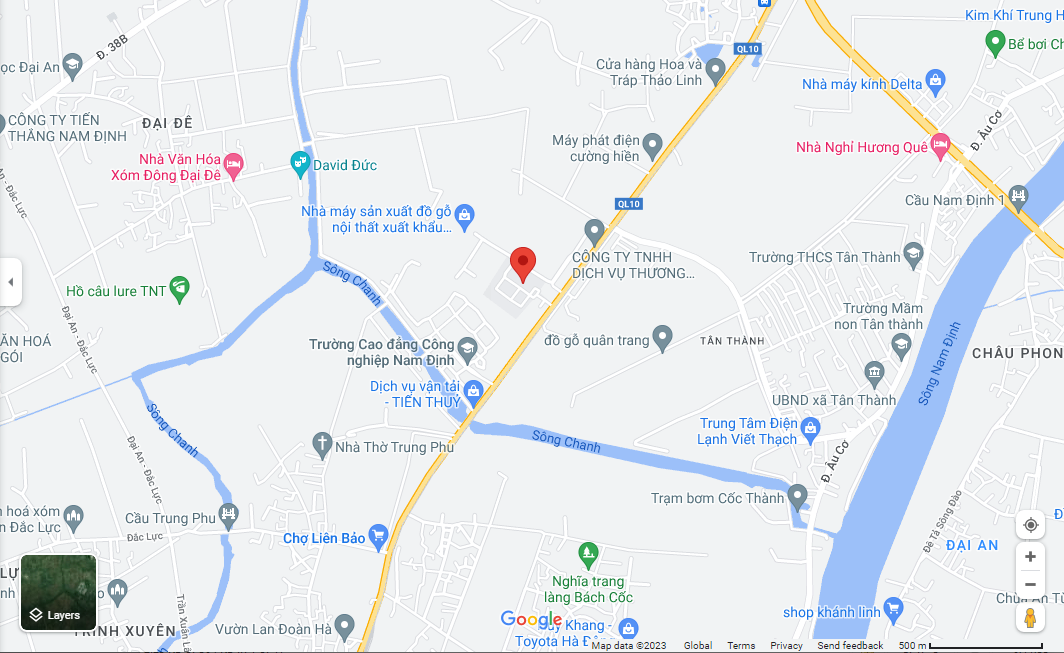 Kim Khí Trung H
Đ. 38B
QL10
Bể bơi Ch
ọc Đại An
Cửa hàng Hoa và
Tráp Thảo Linh
Nhà máy kính Delta
CÔNG TY TIẾN
THẮNG NAM ĐỊNH
ĐẠI ĐÊ
Đ. Âu Cơ
Máy phát điện
cường hiền
Nhà Nghỉ Hương Quê
Nhà Văn Hóa
Xóm Đông Đại Đê
David Đức
Đại An - Đắc Lực
Cầu Nam Định 1
QL10
Nhà máy sản xuất đồ gỗ
nội thất xuất khẩu...
CÔNG TY TNHH
DỊCH VỤ THƯƠNG...
Trường THCS Tân Thành
Sông Chanh
Hồ câu lure TNT
Trường Mầm
non Tân thành
Đại An - Đắc Lực
ĂN HOÁ
GÓI
Trường Cao đẳng Công
nghiệp Nam Định
đồ gỗ quân trang
TÂN THÀNH
Sông Nam Định
CHÂU PHON
Dịch vụ vận tải
- TIẾN THUỶ
UBND xã Tân Thành
Sông Chanh
Trung Tâm Điện
Lạnh Viết Thạch
Sông Chanh
Nhà Thờ Trung Phu
Đ. Âu Cơ
Đại An - Đắc Lực
Trạm bơm Cốc Thành
Đê Tả Sông Đào
n hoá xóm
n Đắc Lực
Cầu Trung Phu
Đắc Lực
Chợ Liên Bảo
ĐẠI AN
Nghĩa trang
làng Bách Cốc
Layers
TRỊNH XUYÊN
Trần Xuân Lã
Vườn Lan Đoàn Hà
Google
uy Khang -
Toyota Hà Đông
shop khánh linh
Chùa An Từ
Map data ©2023 Global Terms Privacy Send feedback 500 m